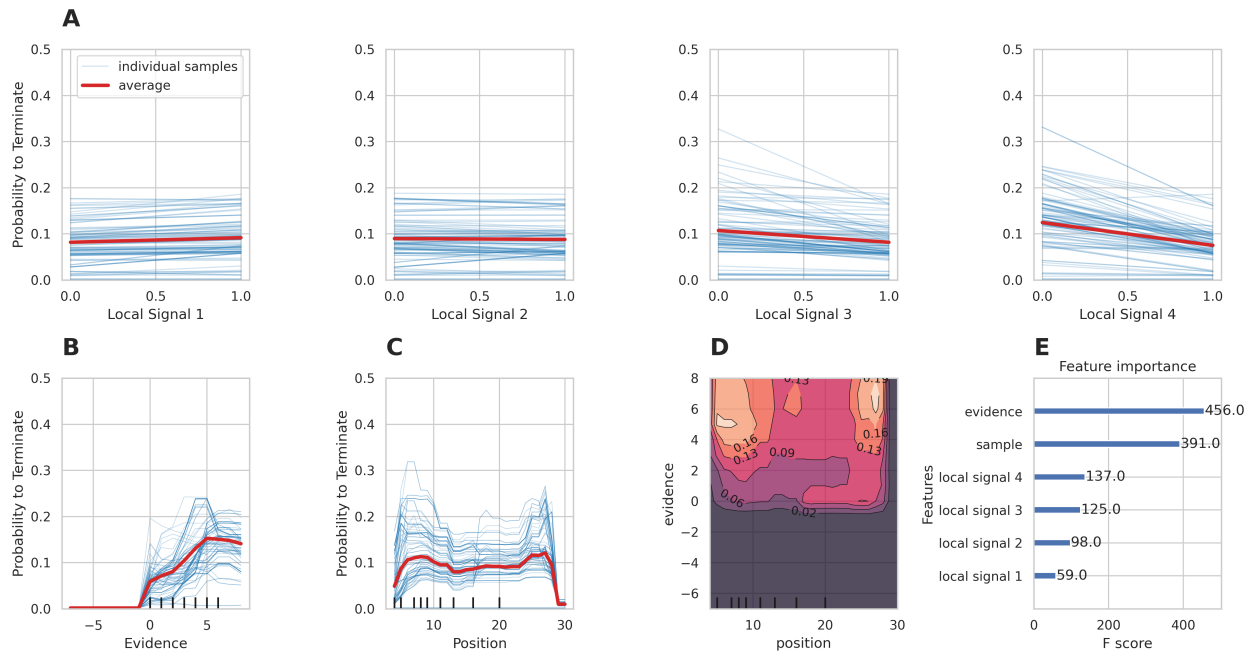 A
0.5
0.4
0.3
0.2
0.1
0.0
0.0 0.5 1.0
Probability to Terminate
Local Signal 1
individual samples
average
0.5
0.4
0.3
0.2
0.1
0.0
0.0 0.5 1.0
Local Signal 2
0.5
0.4
0.3
0.2
0.1
0.0
0.0 0.5 1.0
Local Signal 3
0.5
0.4
0.3
0.2
0.1
0.0
0.0 0.5 1.0
Local Signal 4
B
0.5
0.4
0.3
0.2
0.1
0.0
−5 0 5
Probability to Terminate
Evidence
C
0.5
0.4
0.3
0.2
0.1
0.0
10 20 30
Probability to Terminate
Position
D
8
6
4
2
0
−2
−4
−6
10 20 30
evidence
position
0.13
0.19
0.16
0.13
0.09
0.16
0.13
0.06
0.02
E
Feature importance
Features
evidence 456.0
sample 391.0
local signal 4 137.0
local signal 3 125.0
local signal 2 98.0
local signal 1 59.0
0 200 400
F score